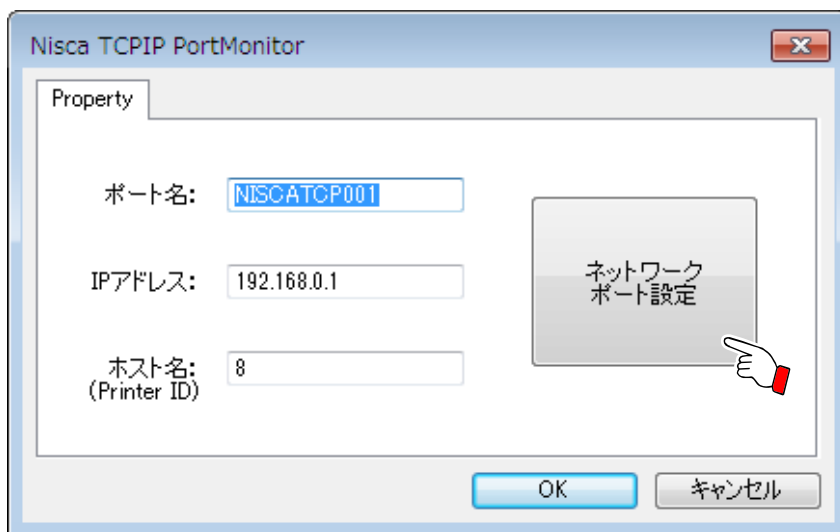 Nisca TCPIP PortMonitor
Property
ポート名:
NISCATCP001
IPアドレス:
192.168.0.1
ホスト名:
(Printer ID)
8
ネットワーク
ポート設定
OK
キャンセル